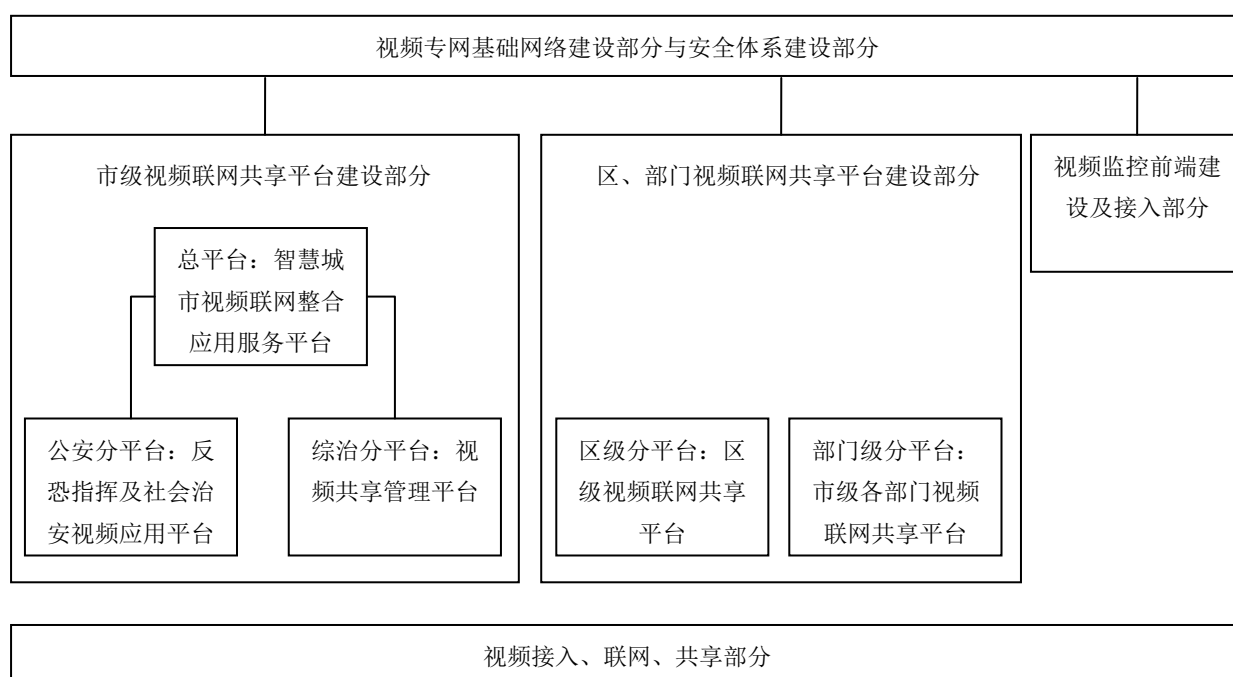 视频专网基础网络建设部分与安全体系建设部分
市级视频联网共享平台建设部分
总平台：智慧城
市视频联网整合
应用服务平台
公安分平台：反
恐指挥及社会治
安视频应用平台
综治分平台：视
频共享管理平台
区、部门视频联网共享平台建设部分
区级分平台：区
级视频联网共享
平台
部门级分平台：
市级各部门视频
联网共享平台
视频监控前端建
设及接入部分
视频接入、联网、共享部分